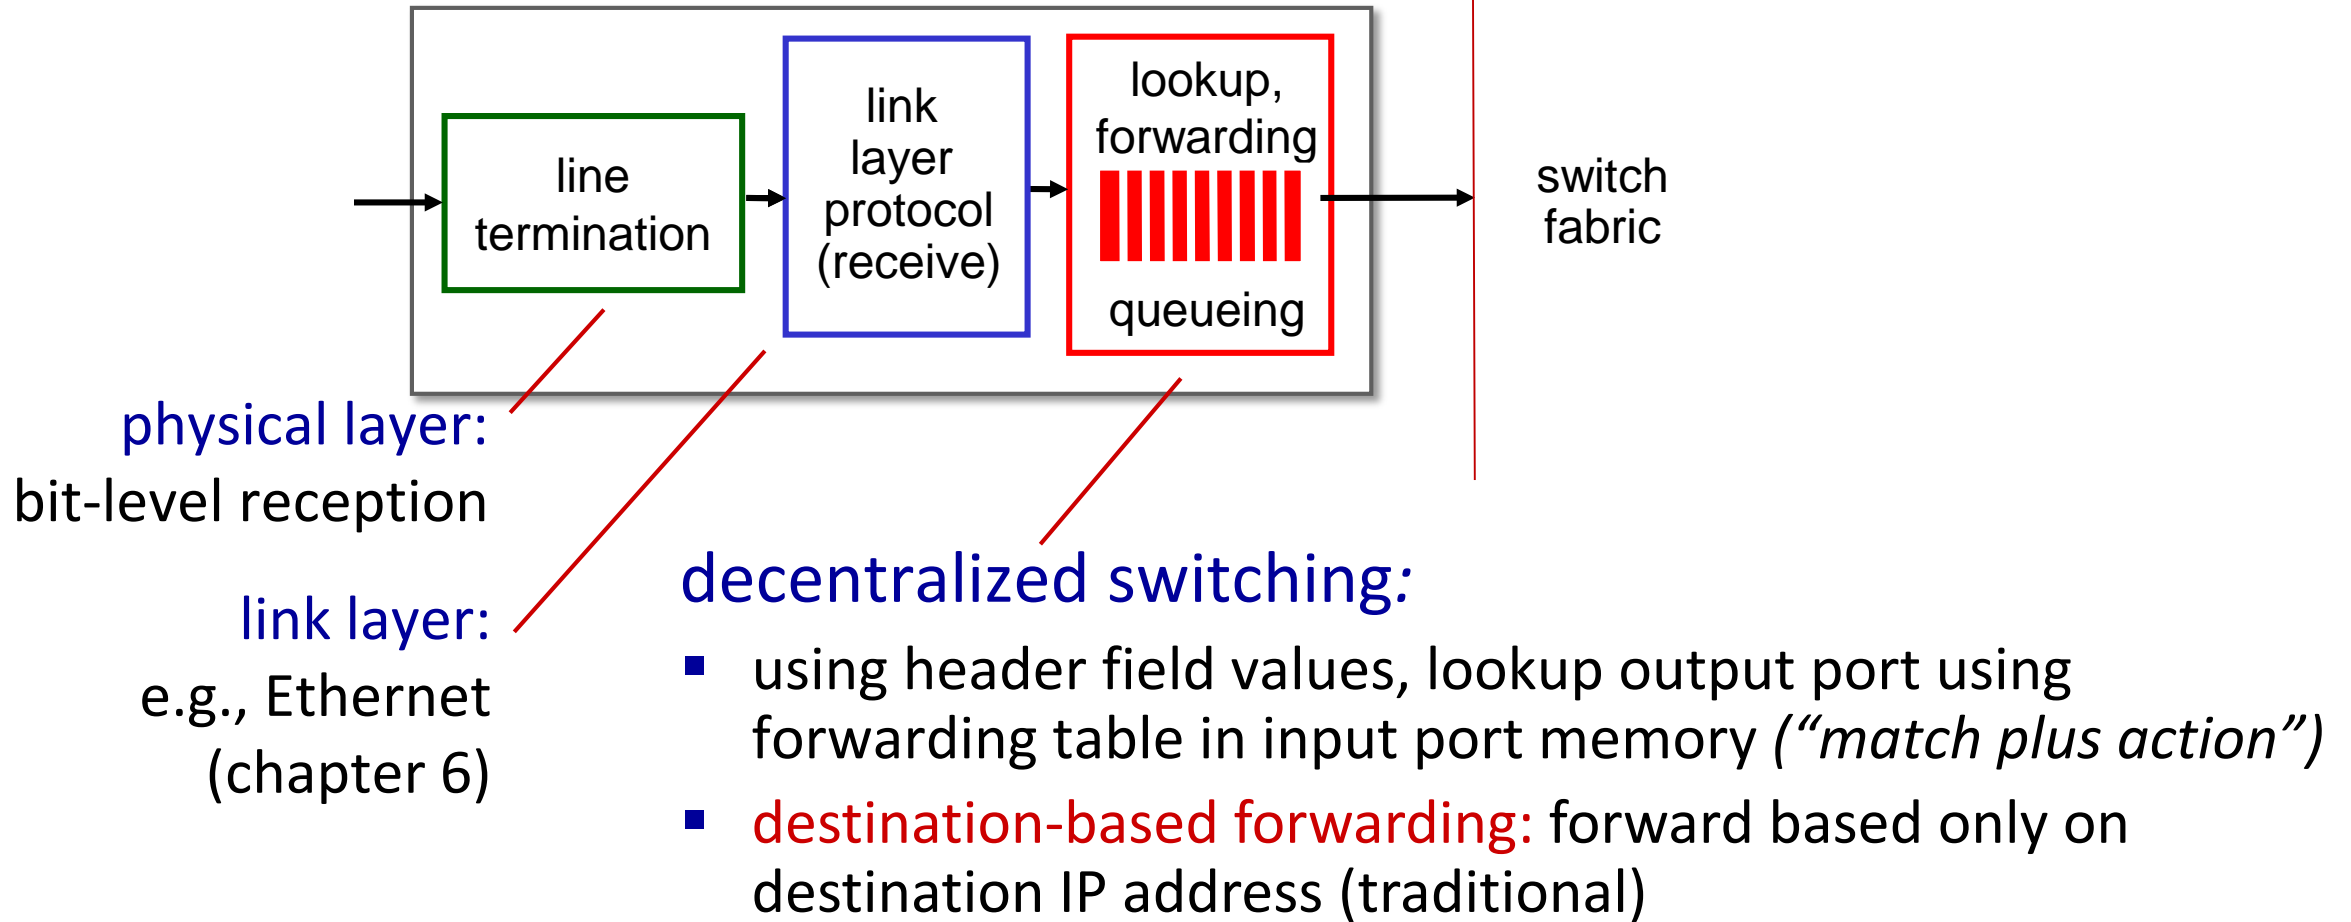 line
termination
link
layer
protocol
(receive)
lookup,
forwarding
queueing
switch
fabric
physical layer:
bit-level reception
link layer:
e.g., Ethernet
(chapter 6)
decentralized switching:
using header field values, lookup output port using
forwarding table in input port memory (“match plus action”)
destination-based forwarding: forward based only on
destination IP address (traditional)